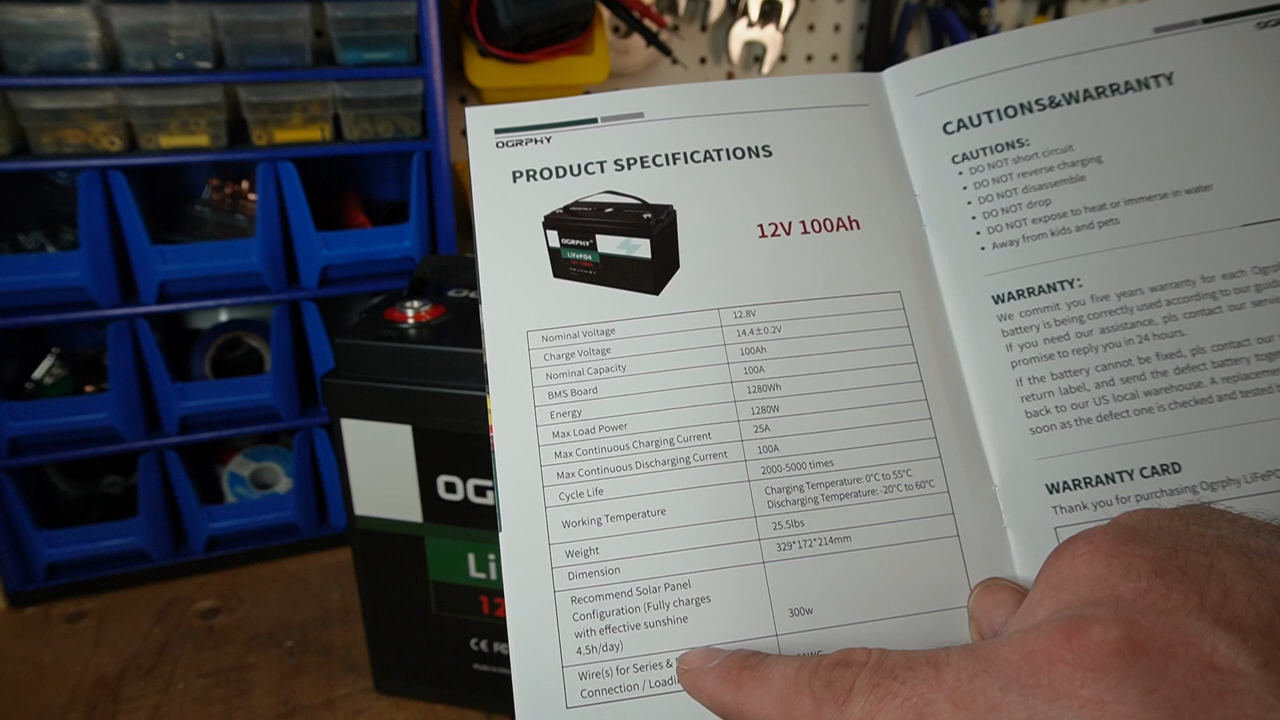 OGRPHY
PRODUCT SPECIFICATIONS
OGRPHY
LiFePO4
12V 100Ah
Nominal Voltage 12.8V
Charge Voltage 14.4±0.2V
Nominal Capacity 100Ah
BMS Board 100A
Energy 1280Wh
Max Load Power 1280W
Max Continuous Charging Current 25A
Max Continuous Discharging Current 100A
Cycle Life 2000-5000 times
Working Temperature Charging Temperature: 0°C to 55°C
Discharging Temperature: -20°C to 60°C
Weight 25.5lbs
Dimension 329*172*214mm
Recommend Solar Panel
Configuration (Fully charges
with effective sunshine
4.5h/day) 300w
Wire(s) for Series &
Connection /
CAUTIONS&WARRANTY
CAUTIONS:
• DO NOT short circuit
• DO NOT reverse charging
• DO NOT disassemble
• DO NOT drop
• DO NOT expose to heat or immerse in water
• Away from kids and pets
WARRANTY:
We commit you five years warranty for each
battery is being correctly used according to our
If you need our assistance, pls contact our
promise to reply you in 24 hours.
If the battery cannot be fixed, pls contact our
return label, and send the defect battery
back to our US local warehouse. A
soon as the defect one is checked and tested
WARRANTY CARD
Thank you for purchasing Ogrphy
OG
Li
12
CE